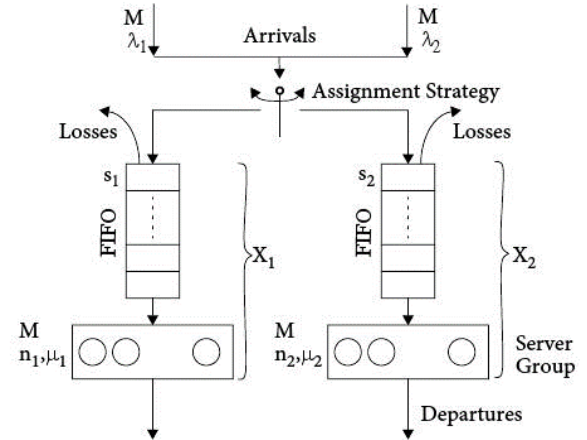 M
λ1
Arrivals
M
λ2
Assignment Strategy
Losses
Losses
s1
FIFO
X1
s2
FIFO
X2
M
n1,μ1
M
n2,μ2
Server
Group
Departures